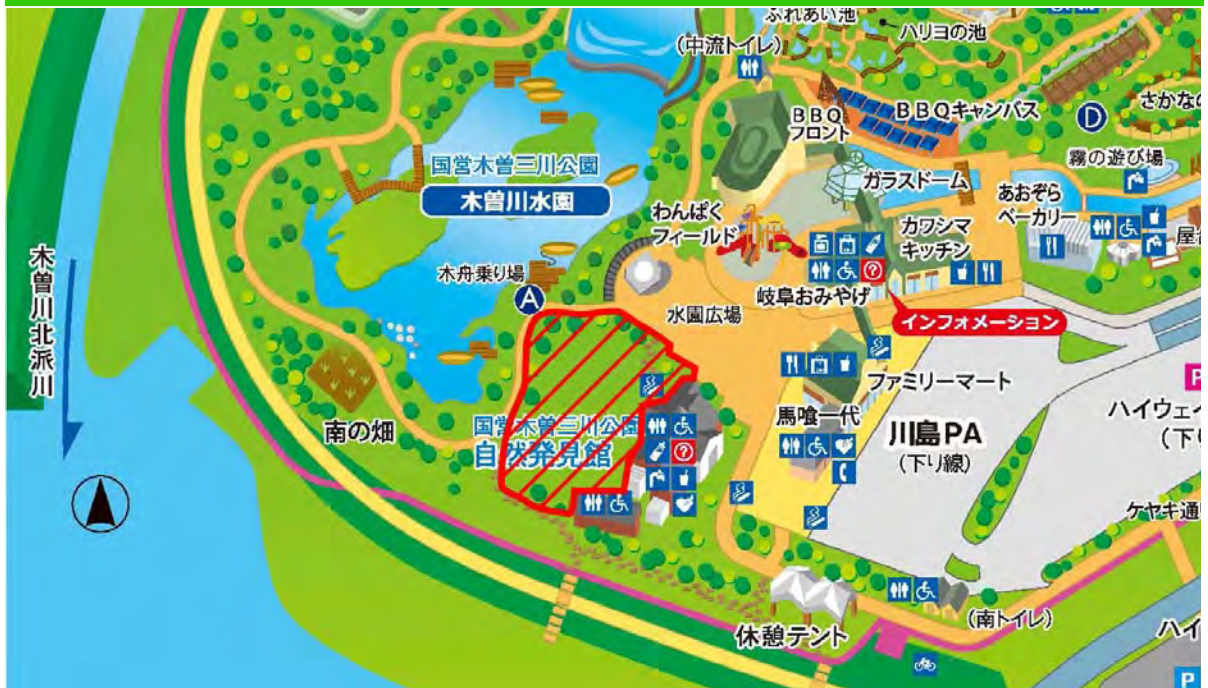 ふれあい池
ハリヨの池
(中流トイレ)
BBQ
フロント
BBQキャンバス
D
さかなの
霧の遊び場
国営木曽三川公園
木曽川水園
ガラスドーム
あおぞら
ベーカリー
わんぱく
フィールド
カワシマ
キッチン
屋台
木曽川北派川
木舟乗り場
A
水園広場
岐阜おみやげ
?
インフォメーション
ファミリーマート
P
ハイウェイ
(下り
南の畑
国営木曽三川公園
自然発見館
?
馬喰一代
川島PA
(下り線)
ケヤキ通
休憩テント
(南トイレ)
ハイ
P